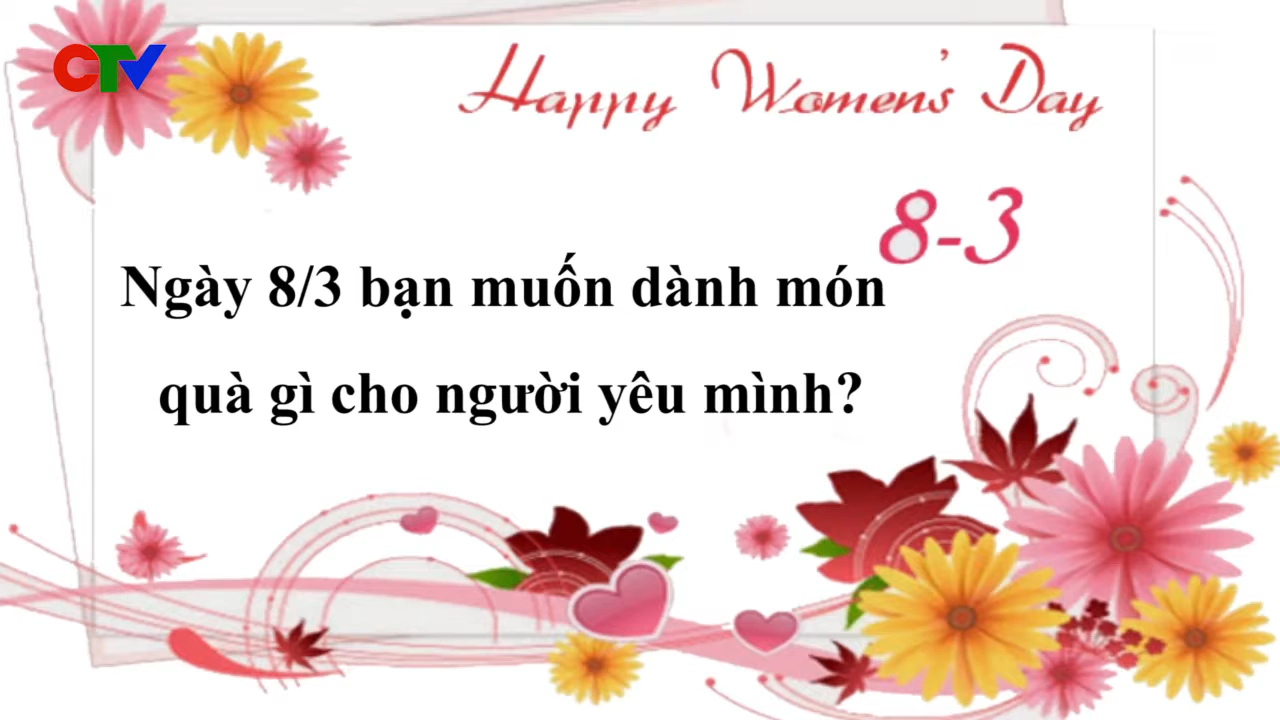 CTV
Happy Women's Day
8-3
Ngày 8/3 bạn muốn dành món
quà gì cho người yêu mình?